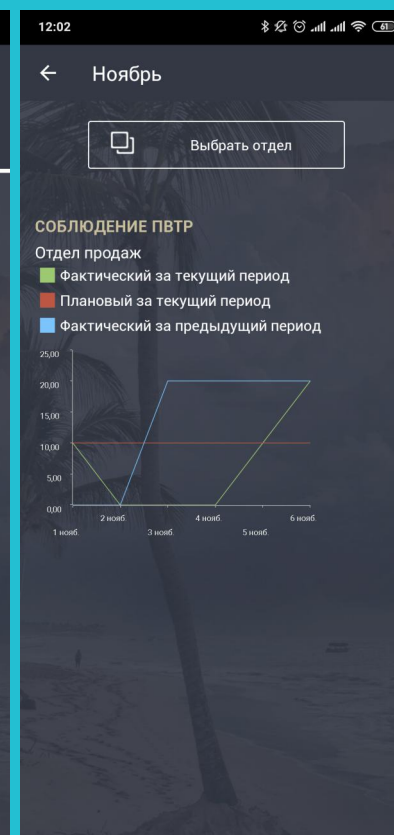 12:02
61
Ноябрь
Выбрать отдел
СОБЛЮДЕНИЕ ПВТР
Отдел продаж
Фактический за текущий период
Плановый за текущий период
Фактический за предыдущий период
25,00
20,00
15,00
10,00
5,00
0,00
1 нояб.
2 нояб.
3 нояб.
4 нояб.
5 нояб.
6 нояб.